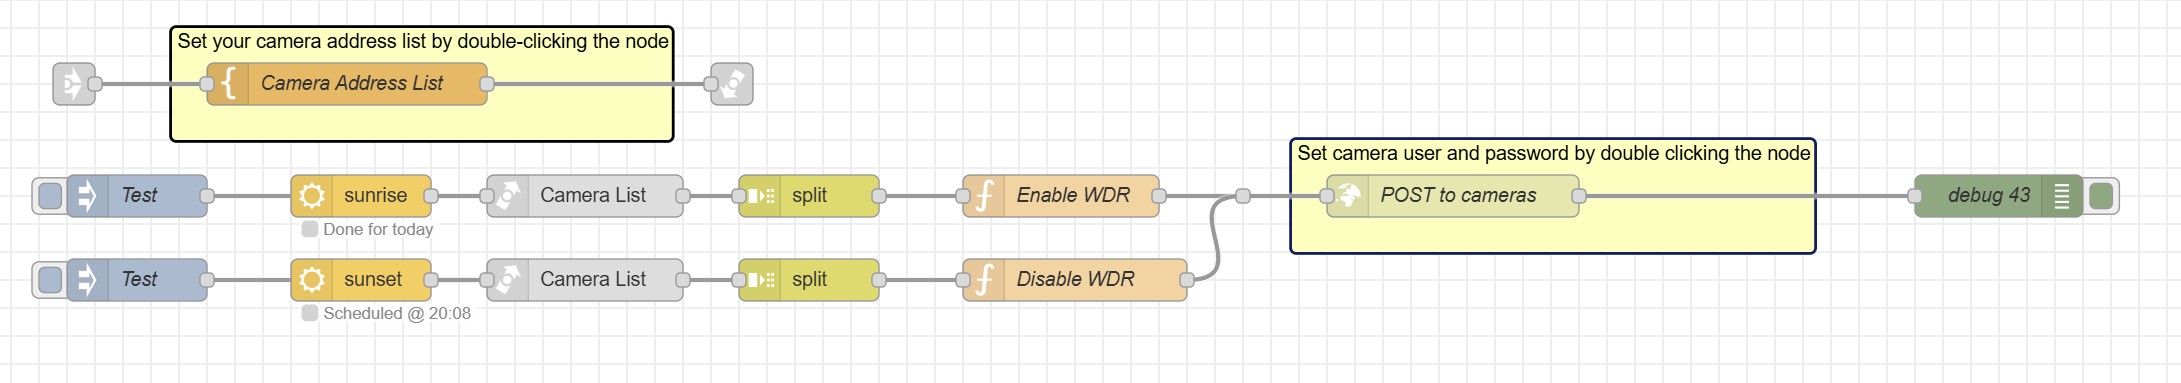 Set your camera address list by double-clicking the node
Camera Address List
Set camera user and password by double clicking the node
Test
sunrise
Camera List
split
Enable WDR
POST to cameras
debug 43
Done for today
Test
sunset
Camera List
split
Disable WDR
Scheduled @ 20:08